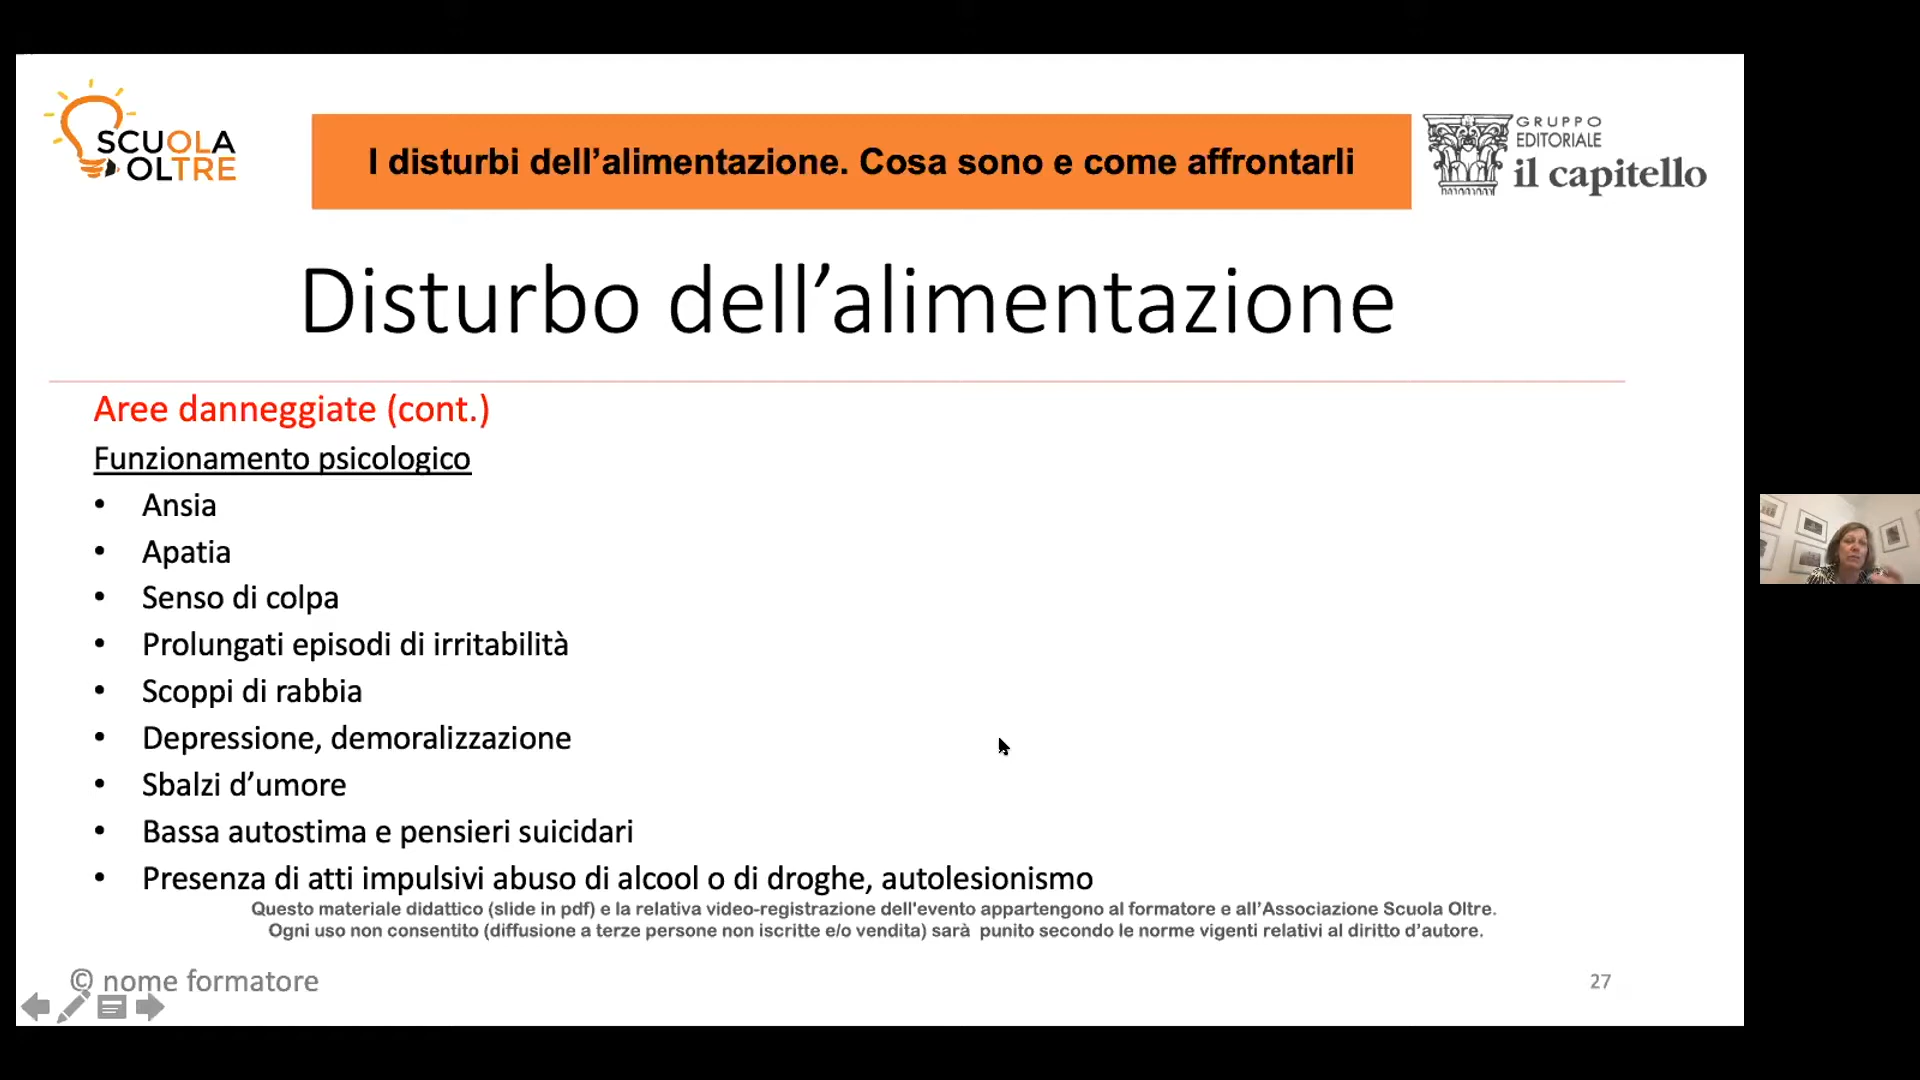 SCUOLA
OLTRE
I disturbi dell’alimentazione. Cosa sono e come affrontarli
GRUPPO
EDITORIALE
il capitello
Disturbo dell’alimentazione
Aree danneggiate (cont.)
Funzionamento psicologico
• Ansia
• Apatia
• Senso di colpa
• Prolungati episodi di irritabilità
• Scoppi di rabbia
• Depressione, demoralizzazione
• Sbalzi d’umore
• Bassa autostima e pensieri suicidari
• Presenza di atti impulsivi abuso di alcool o di droghe, autolesionismo
Questo materiale didattico (slide in pdf) e la relativa video-registrazione dell'evento appartengono al formatore e all’Associazione Scuola Oltre.
Ogni uso non consentito (diffusione a terze persone non iscritte e/o vendita) sarà punito secondo le norme vigenti relativi al diritto d’autore.
© nome formatore
27